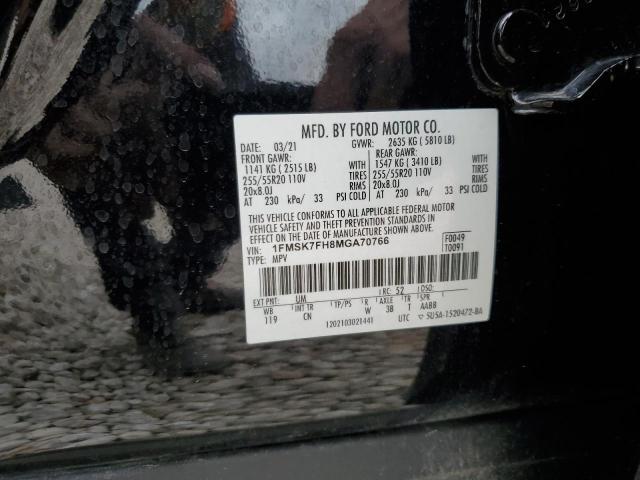 MFD. BY FORD MOTOR CO.
DATE: 03/21 GVWR: 2635 KG ( 5810 LB)
FRONT GAWR: REAR GAWR:
1141 KG ( 2515 LB) WITH 1547 KG ( 3410 LB) WITH
255/55R20 110V TIRES 255/55R20 110V TIRES
20x8.0J RIMS 20x8.0J RIMS
AT 230 kPa/ 33 PSI COLD AT 230 kPa/ 33 PSI COLD
THIS VEHICLE CONFORMS TO ALL APPLICABLE FEDERAL MOTOR
VEHICLE SAFETY AND BUMPER STANDARDS IN EFFECT ON THE DATE OF MANUFACTURE SHOWN ABOVE.
VIN: 1FMSK7FH8MGA70766 F0049
TYPE: MPV T0091
EXT PNT: UM RC: 52 DSO:
WB INT TR TP/PS R AXLE TR SPR
119 CN W 3B T AABB
1202103021441 UTC 5U5A-1520472-BA